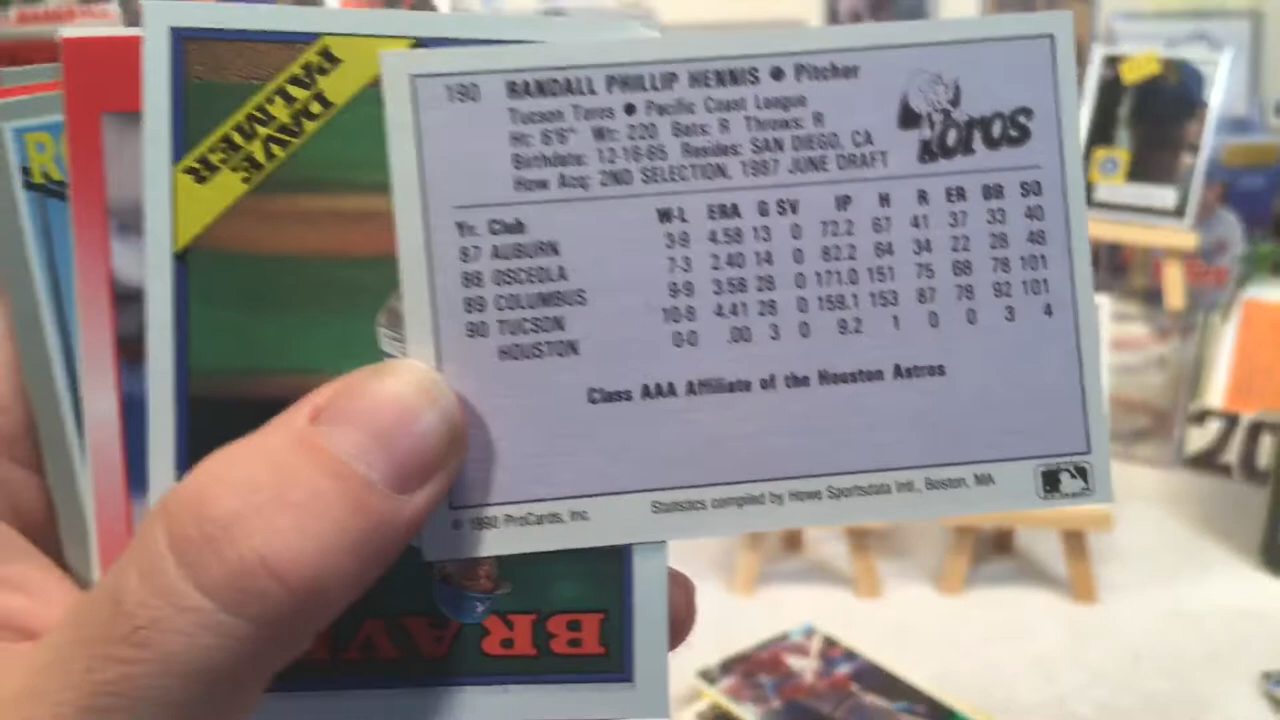 190 RANDALL PHILLIP HENNIS ● Pitcher
Tucson Toros ● Pacific Coast League
Ht: 6'6" Wt: 220 Bats: R Throws: R
Birthdate: 12-16-65 Resides: SAN DIEGO, CA
How Acq: 2ND SELECTION, 1987 JUNE DRAFT
Toros
Yr. Club W-L ERA G SV IP H R ER BB SO
87 AUBURN 3-9 4.58 13 0 72.2 67 41 37 33 40
88 OSCEOLA 7-3 2.40 14 0 82.2 64 34 22 28 48
89 COLUMBUS 9-9 3.58 28 0 171.0 151 75 68 78 101
90 TUCSON 10-8 4.41 28 0 159.1 153 87 78 92 101
HOUSTON 0-0 .00 3 0 9.2 1 0 0 3 4
Class AAA Affiliate of the Houston Astros
© 1990 ProCards, Inc.
Statistics compiled by Howe Sportsdata Intl., Boston, MA
DAVE
PALMER
BRAV
20